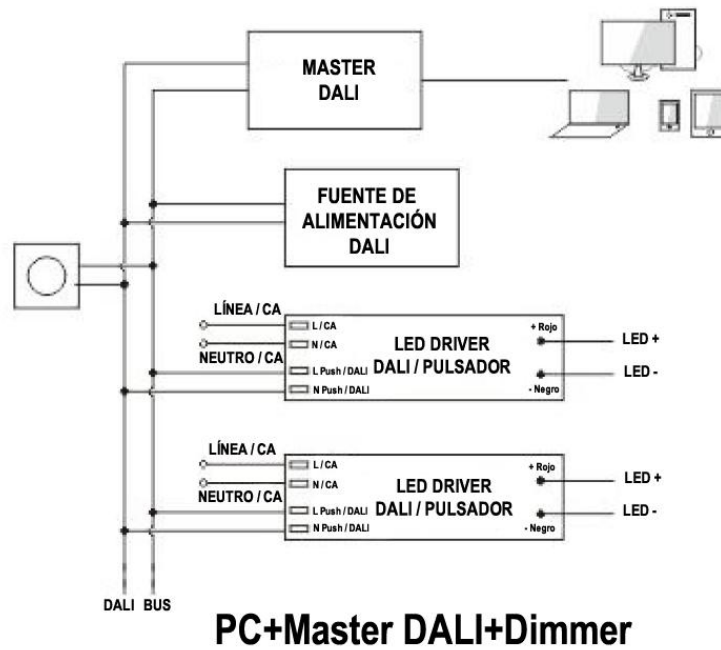 MASTER
DALI
FUENTE DE
ALIMENTACIÓN
DALI
LÍNEA / CA
L / CA
NEUTRO / CA
N / CA
L Push / DALI
N Push / DALI
LED DRIVER
DALI / PULSADOR
+ Rojo
- Negro
LED +
LED -
LÍNEA / CA
L / CA
NEUTRO / CA
N / CA
L Push / DALI
N Push / DALI
LED DRIVER
DALI / PULSADOR
+ Rojo
- Negro
LED +
LED -
DALI BUS
PC+Master DALI+Dimmer